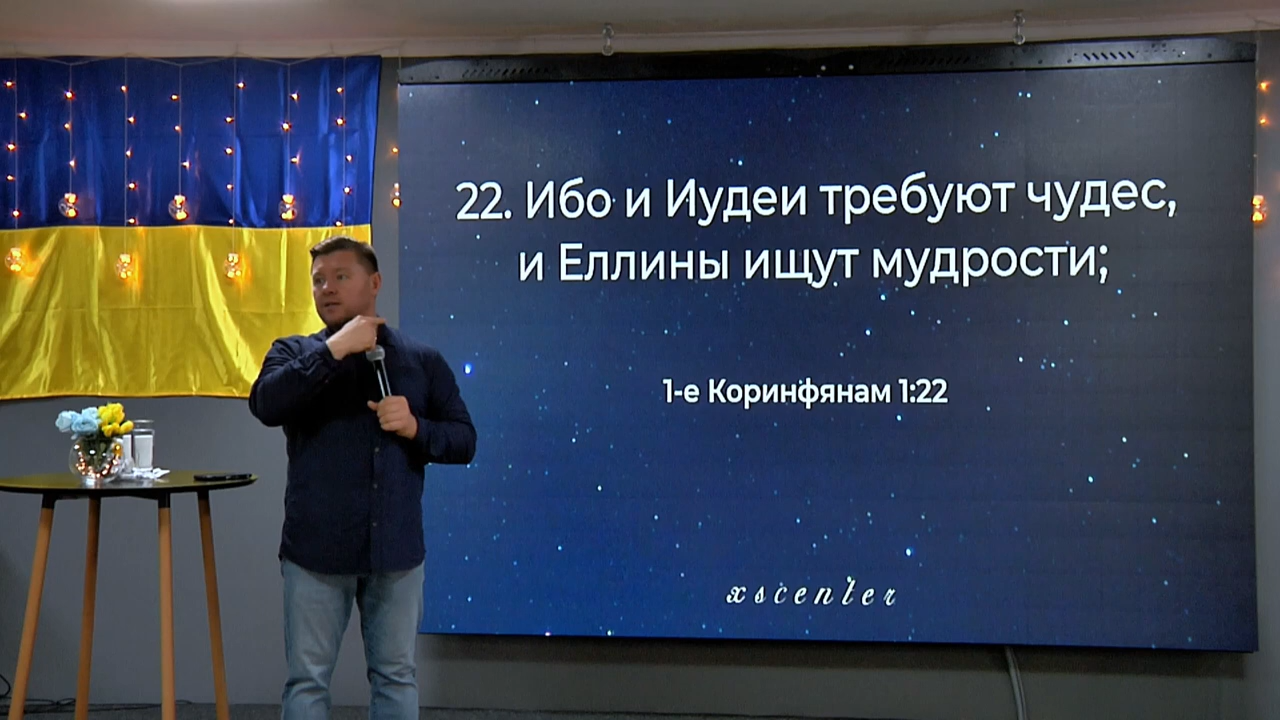 22. Ибо и Иудеи требуют чудес,
и Еллины ищут мудрости;
1-е Коринфянам 1:22
xscenter